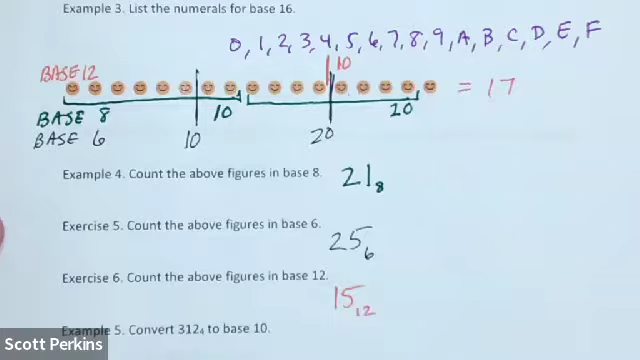 Example 3. List the numerals for base 16.
0, 1, 2, 3, 4, 5, 6, 7, 8, 9, A, B, C, D, E, F
BASE 12
10
= 17
BASE 8
10
20
BASE 6
10
20
Example 4. Count the above figures in base 8.
21₈
Exercise 5. Count the above figures in base 6.
25₆
Exercise 6. Count the above figures in base 12.
15₁₂
Example 5. Convert 312₄ to base 10.
Scott Perkins